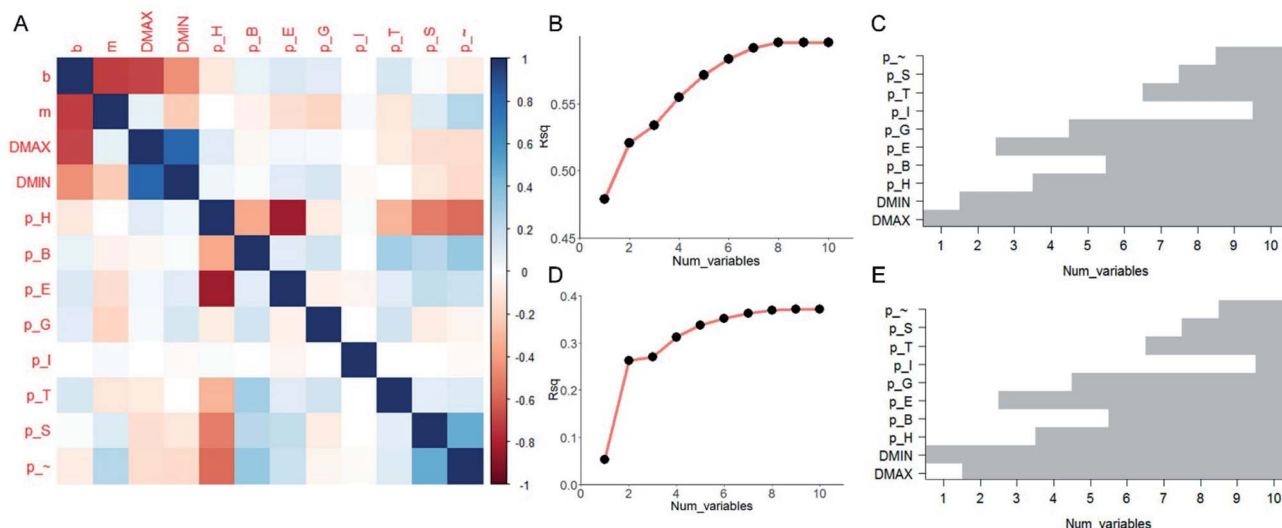 A
b m DMAX DMIN p_H p_B p_E p_G p_I p_T p_S p_~
b
m
DMAX
DMIN
p_H
p_B
p_E
p_G
p_I
p_T
p_S
p_~
1
0.8
0.6
0.4
0.2
0
-0.2
-0.4
-0.6
-0.8
-1
B
Rsq
0.55
0.50
0.45
0 2 4 6 8 10
Num_variables
C
p_~
p_S
p_T
p_I
p_G
p_E
p_B
p_H
DMIN
DMAX
1 2 3 4 5 6 7 8 9 10
Num_variables
D
Rsq
0.4
0.3
0.2
0.1
0.0
0 2 4 6 8 10
Num_variables
E
p_~
p_S
p_T
p_I
p_G
p_E
p_B
p_H
DMIN
DMAX
1 2 3 4 5 6 7 8 9 10
Num_variables